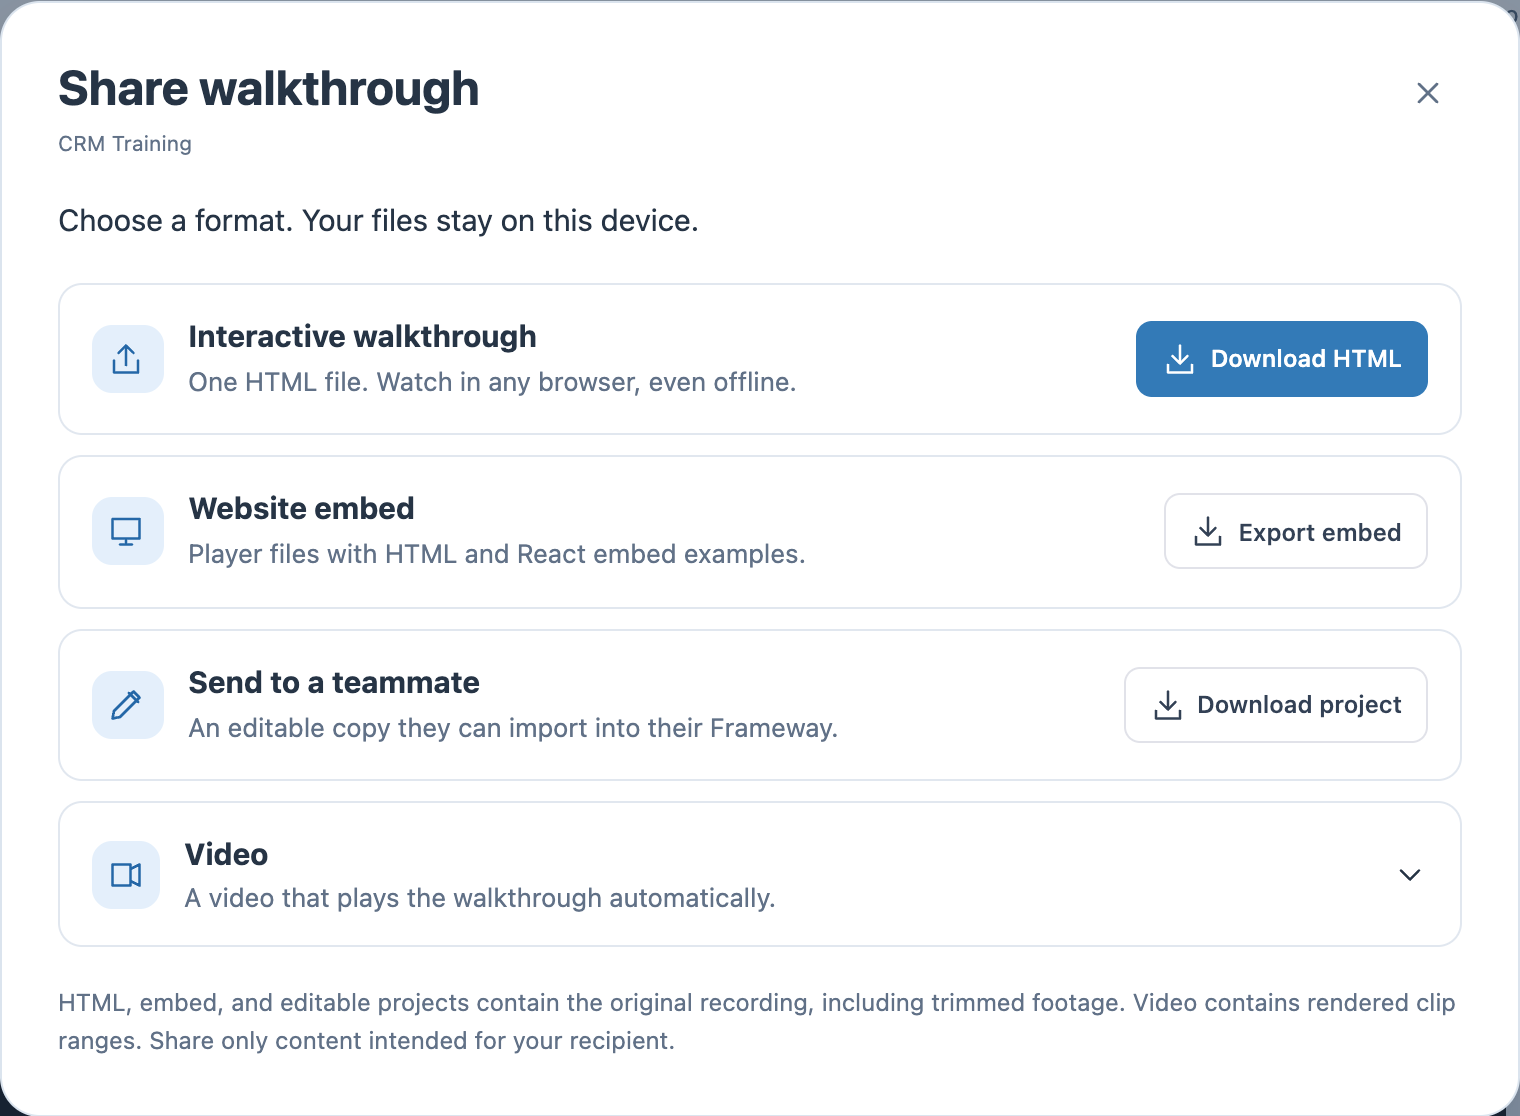 Share walkthrough
CRM Training
Choose a format. Your files stay on this device.
Interactive walkthrough
One HTML file. Watch in any browser, even offline.
Download HTML
Website embed
Player files with HTML and React embed examples.
Export embed
Send to a teammate
An editable copy they can import into their Frameway.
Download project
Video
A video that plays the walkthrough automatically.
HTML, embed, and editable projects contain the original recording, including trimmed footage. Video contains rendered clip
ranges. Share only content intended for your recipient.